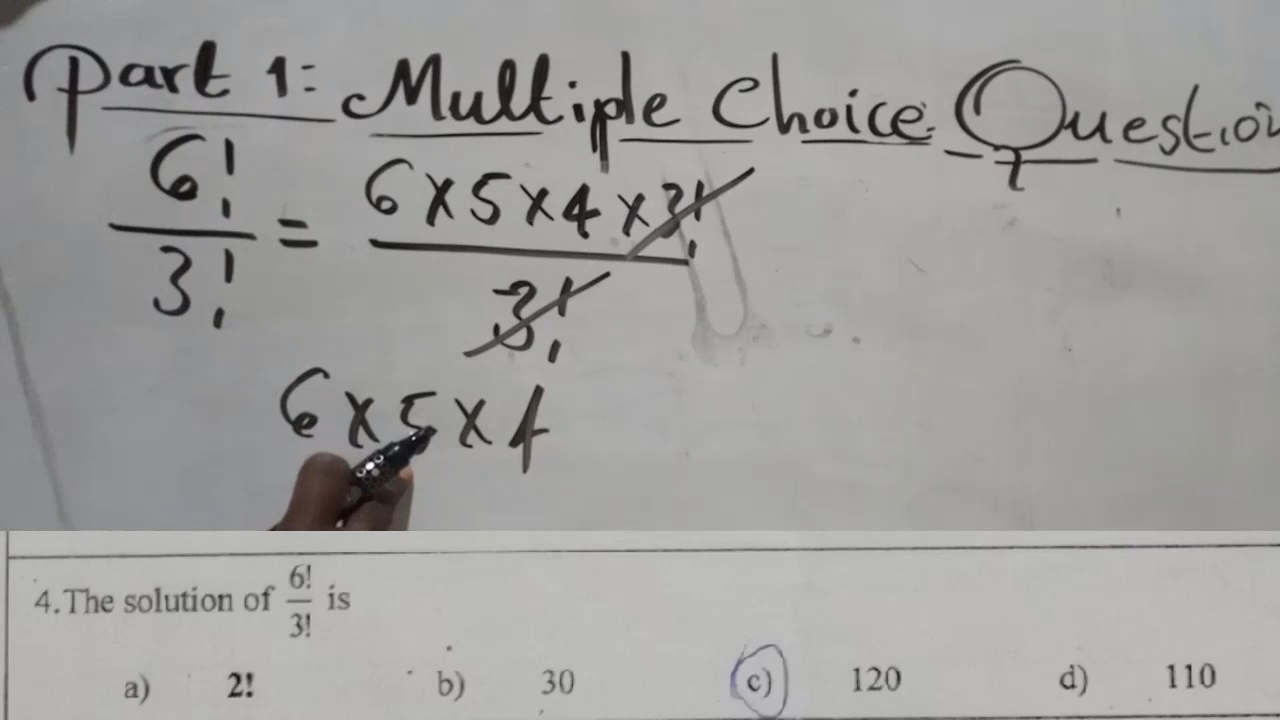 Part 1: Multiple Choice Question
6! / 3! = 6 × 5 × 4 × 3! / 3!
6 × 5 × 4
4.The solution of 6!/3! is
a) 2! b) 30 c) 120 d) 110